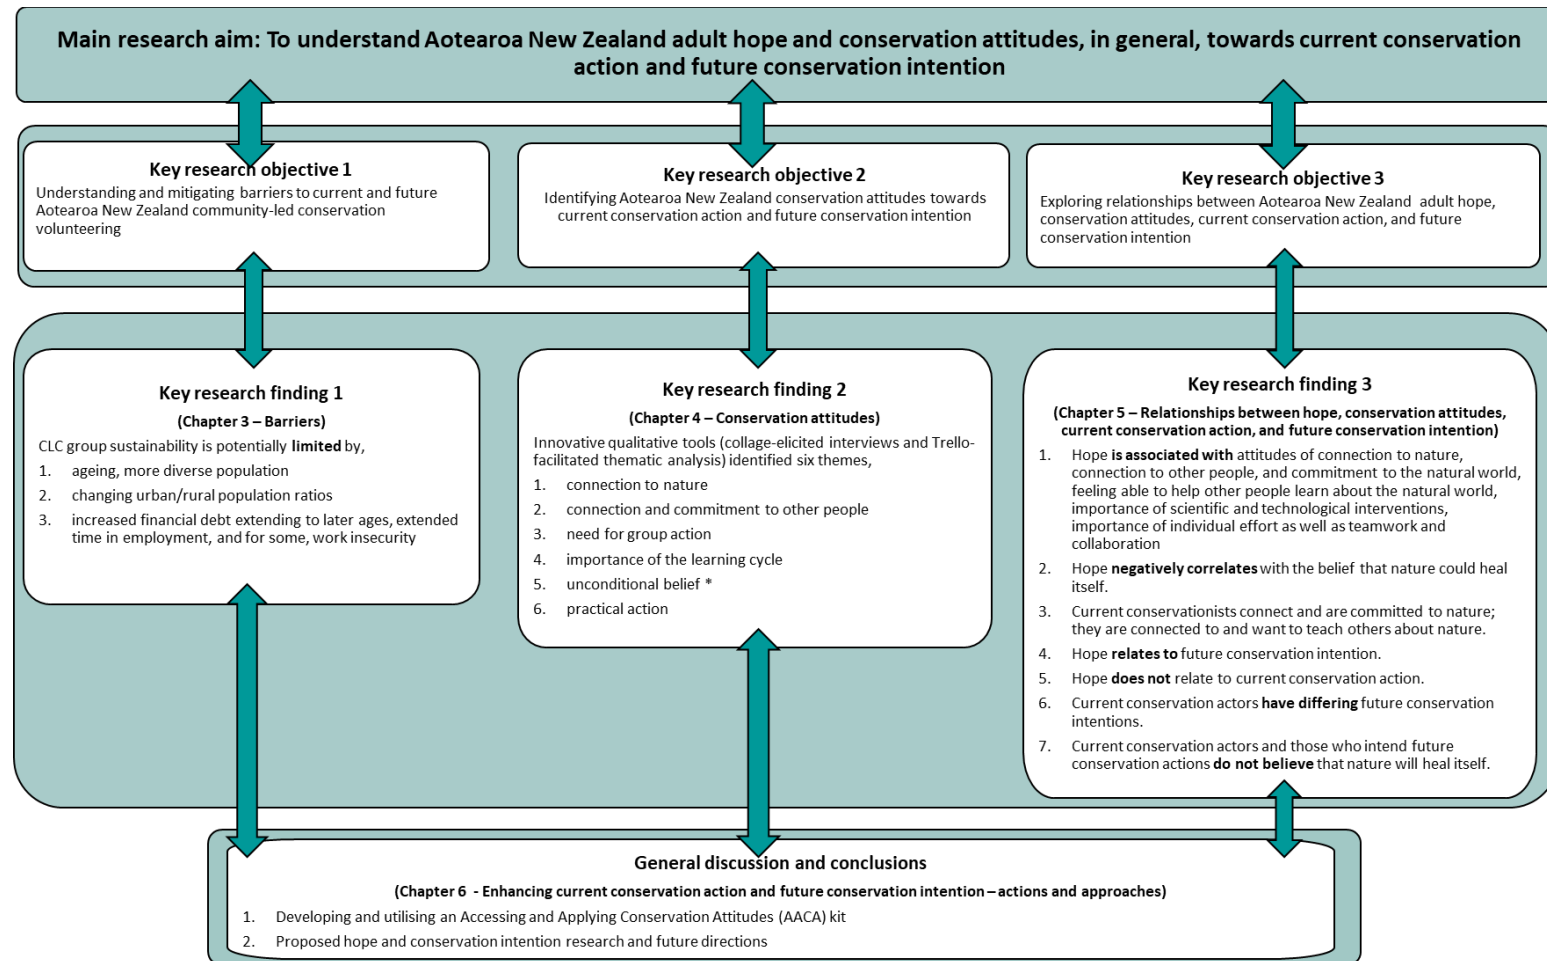 Main research aim: To understand Aotearoa New Zealand adult hope and conservation attitudes, in general, towards current conservation
action and future conservation intention
Key research objective 1
Understanding and mitigating barriers to current and future
Aotearoa New Zealand community-led conservation
volunteering
Key research objective 2
Identifying Aotearoa New Zealand conservation attitudes towards
current conservation action and future conservation intention
Key research objective 3
Exploring relationships between Aotearoa New Zealand adult hope,
conservation attitudes, current conservation action, and future
conservation intention
Key research finding 1
(Chapter 3 – Barriers)
CLC group sustainability is potentially limited by,
1. ageing, more diverse population
2. changing urban/rural population ratios
3. increased financial debt extending to later ages, extended
time in employment, and for some, work insecurity
Key research finding 2
(Chapter 4 – Conservation attitudes)
Innovative qualitative tools (collage-elicited interviews and Trello-
facilitated thematic analysis) identified six themes,
1. connection to nature
2. connection and commitment to other people
3. need for group action
4. importance of the learning cycle
5. unconditional belief *
6. practical action
Key research finding 3
(Chapter 5 – Relationships between hope, conservation attitudes,
current conservation action, and future conservation intention)
1. Hope is associated with attitudes of connection to nature,
connection to other people, and commitment to the natural world,
feeling able to help other people learn about the natural world,
importance of scientific and technological interventions,
importance of individual effort as well as teamwork and
collaboration
2. Hope negatively correlates with the belief that nature could heal
itself.
3. Current conservationists connect and are committed to nature;
they are connected to and want to teach others about nature.
4. Hope relates to future conservation intention.
5. Hope does not relate to current conservation action.
6. Current conservation actors have differing future conservation
intentions.
7. Current conservation actors and those who intend future
conservation actions do not believe that nature will heal itself.
General discussion and conclusions
(Chapter 6 - Enhancing current conservation action and future conservation intention – actions and approaches)
1. Developing and utilising an Accessing and Applying Conservation Attitudes (AACA) kit
2. Proposed hope and conservation intention research and future directions